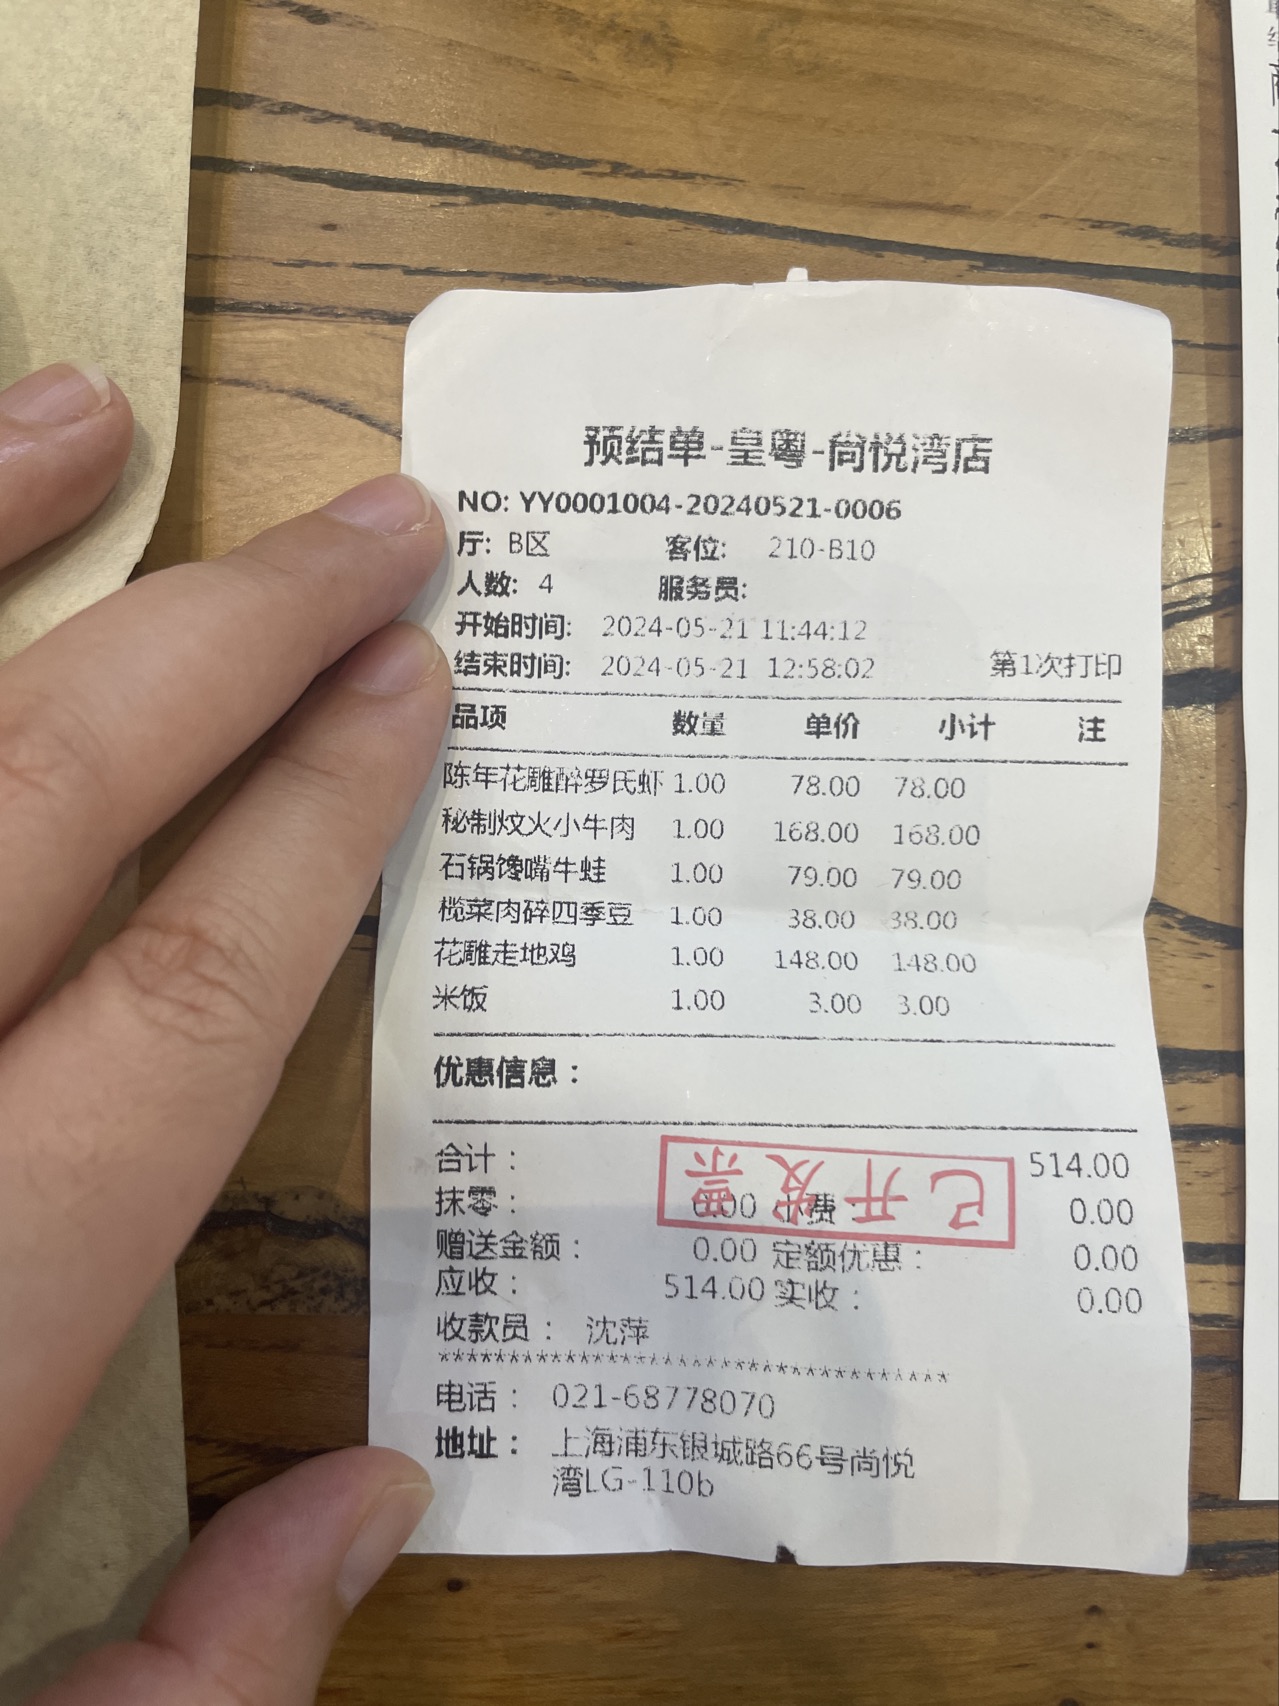 预结单-皇粤-尚悦湾店
NO: YY0001004-20240521-0006
厅: B区 客位: 210-B10
人数: 4 服务员:
开始时间: 2024-05-21 11:44:12
结束时间: 2024-05-21 12:58:02 第1次打印
品项 数量 单价 小计 注
陈年花雕醉罗氏虾 1.00 78.00 78.00
秘制炆火小牛肉 1.00 168.00 168.00
石锅馋嘴牛蛙 1.00 79.00 79.00
榄菜肉碎四季豆 1.00 38.00 38.00
花雕走地鸡 1.00 148.00 148.00
米饭 1.00 3.00 3.00
优惠信息：
合计： 514.00
已开发票
抹零： 0.00 小费： 0.00
赠送金额： 0.00 定额优惠： 0.00
应收： 514.00 实收： 0.00
收款员： 沈萍
*************************************
电话： 021-68778070
地址： 上海浦东银城路66号尚悦
湾LG-110b